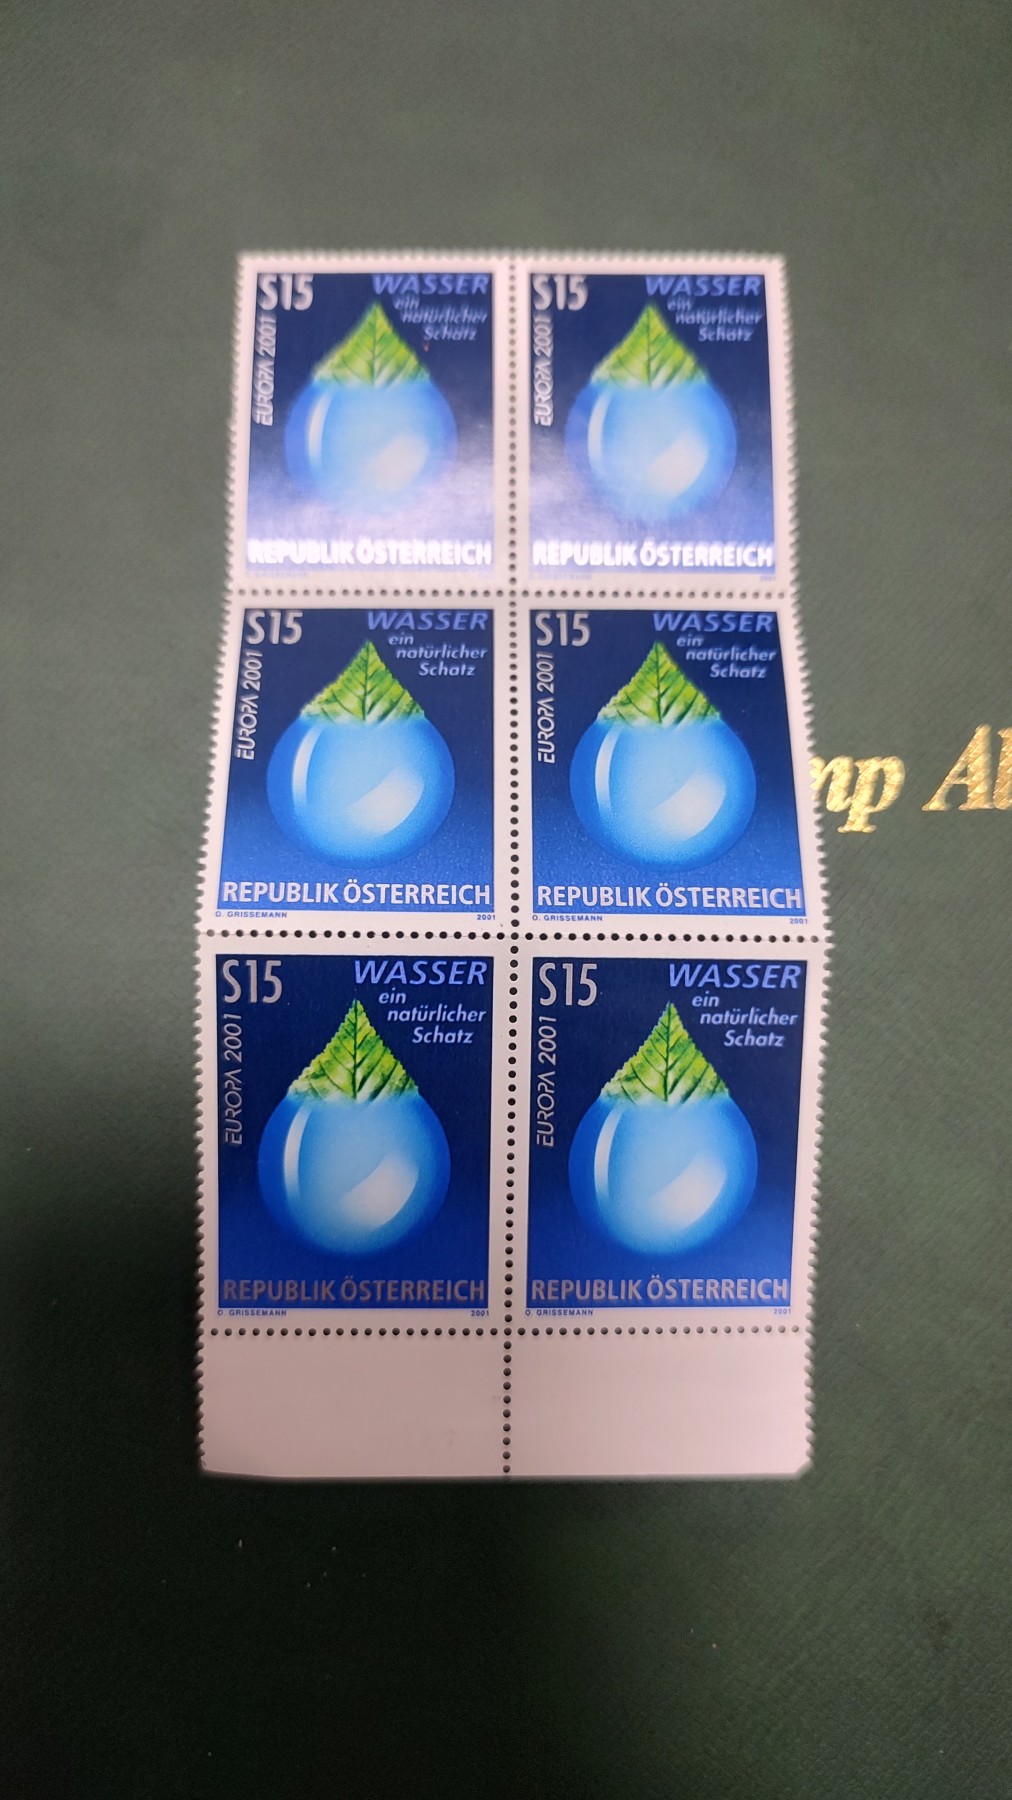 S15 WASSER
ein
natürlicher
Schatz
EUROPA 2001
REPUBLIK ÖSTERREICH
S15 WASSER
ein
natürlicher
Schatz
EUROPA 2001
REPUBLIK ÖSTERREICH
2001
S15 WASSER
ein
natürlicher
Schatz
EUROPA 2001
REPUBLIK ÖSTERREICH
O. GRISSEMANN 2001
S15 WASSER
ein
natürlicher
Schatz
EUROPA 2001
REPUBLIK ÖSTERREICH
O. GRISSEMANN 2001
S15 WASSER
ein
natürlicher
Schatz
EUROPA 2001
REPUBLIK ÖSTERREICH
O. GRISSEMANN 2001
S15 WASSER
ein
natürlicher
Schatz
EUROPA 2001
REPUBLIK ÖSTERREICH
O. GRISSEMANN 2001